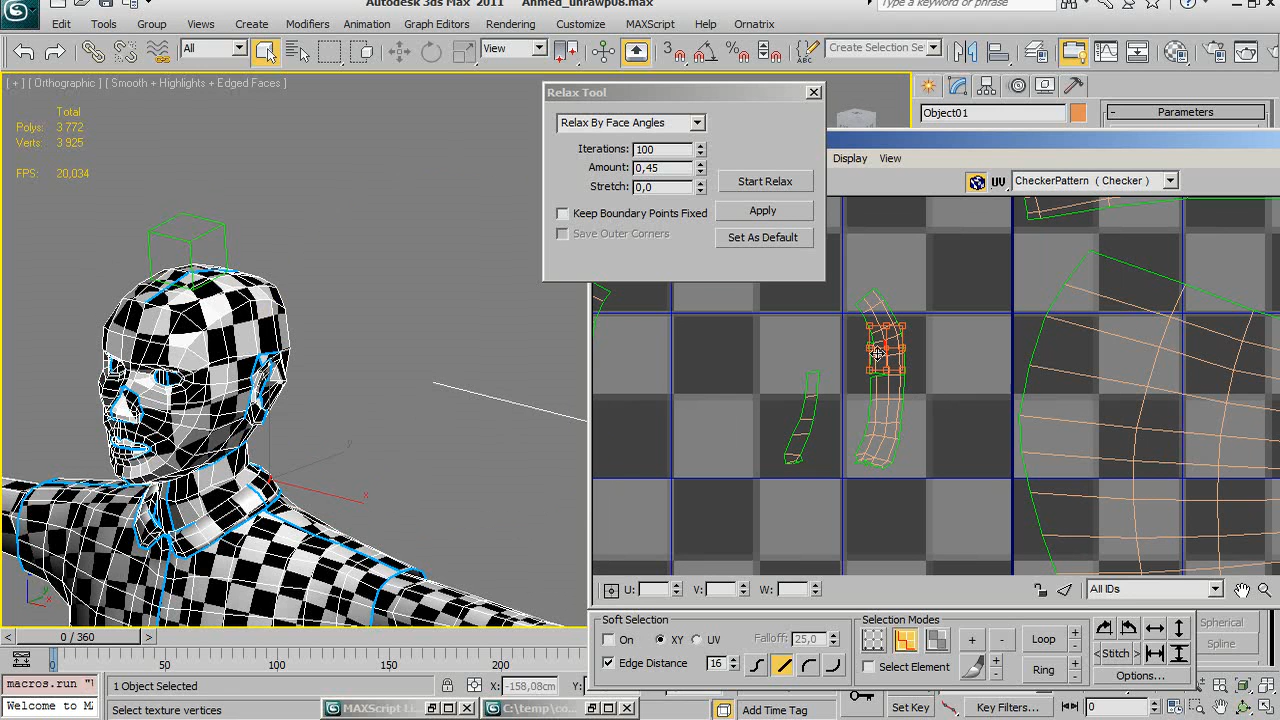 Autodesk 3ds Max 2011 Ahmed_unrawp08.max
Edit Tools Group Views Create Modifiers Animation Graph Editors Rendering Customize MAXScript Help Ornatrix
All View 3 Create Selection Se
[ + ] [ Orthographic ] [ Smooth + Highlights + Edged Faces ]
Total
Polys: 3 772
Verts: 3 925
FPS: 20,034
Relax Tool
Relax By Face Angles
Iterations: 100
Amount: 0,45
Stretch: 0,0
Start Relax
Keep Boundary Points Fixed
Apply
Save Outer Corners
Set As Default
Object01
Parameters
Display View
UV CheckerPattern ( Checker )
x
y
U: V: W: All IDs
Soft Selection
On XY UV Falloff: 25,0
Edge Distance 16
Selection Modes
+ - Loop
Select Element
Ring
Stitch
Options...
Spherical
Spline
< 0 / 360 >
0 50 100 150 200
macros.run "
Welcome to MA
1 Object Selected
X: -158,08cm Y:
Select texture vertices
MAXScript Li
C:\temp\co
Add Time Tag
Set Key
Key Filters...
0